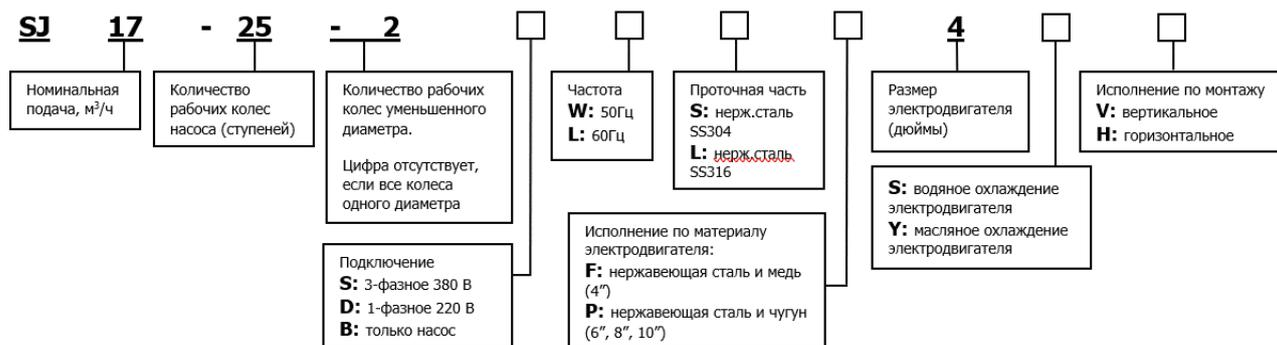 SJ 17 - 25 - 2 4
Номинальная
подача, м³/ч
Количество
рабочих колес
насоса (ступеней)
Количество рабочих
колес уменьшенного
диаметра.
Цифра отсутствует,
если все колеса
одного диаметра
Подключение
S: 3-фазное 380 В
D: 1-фазное 220 В
B: только насос
Частота
W: 50Гц
L: 60Гц
Проточная часть
S: нерж.сталь
SS304
L: нерж.сталь
SS316
Исполнение по материалу
электродвигателя:
F: нержавеющая сталь и медь
(4”)
P: нержавеющая сталь и чугун
(6”, 8”, 10”)
Размер
электродвигателя
(дюймы)
S: водяное охлаждение
электродвигателя
Y: масляное охлаждение
электродвигателя
Исполнение по монтажу
V: вертикальное
H: горизонтальное